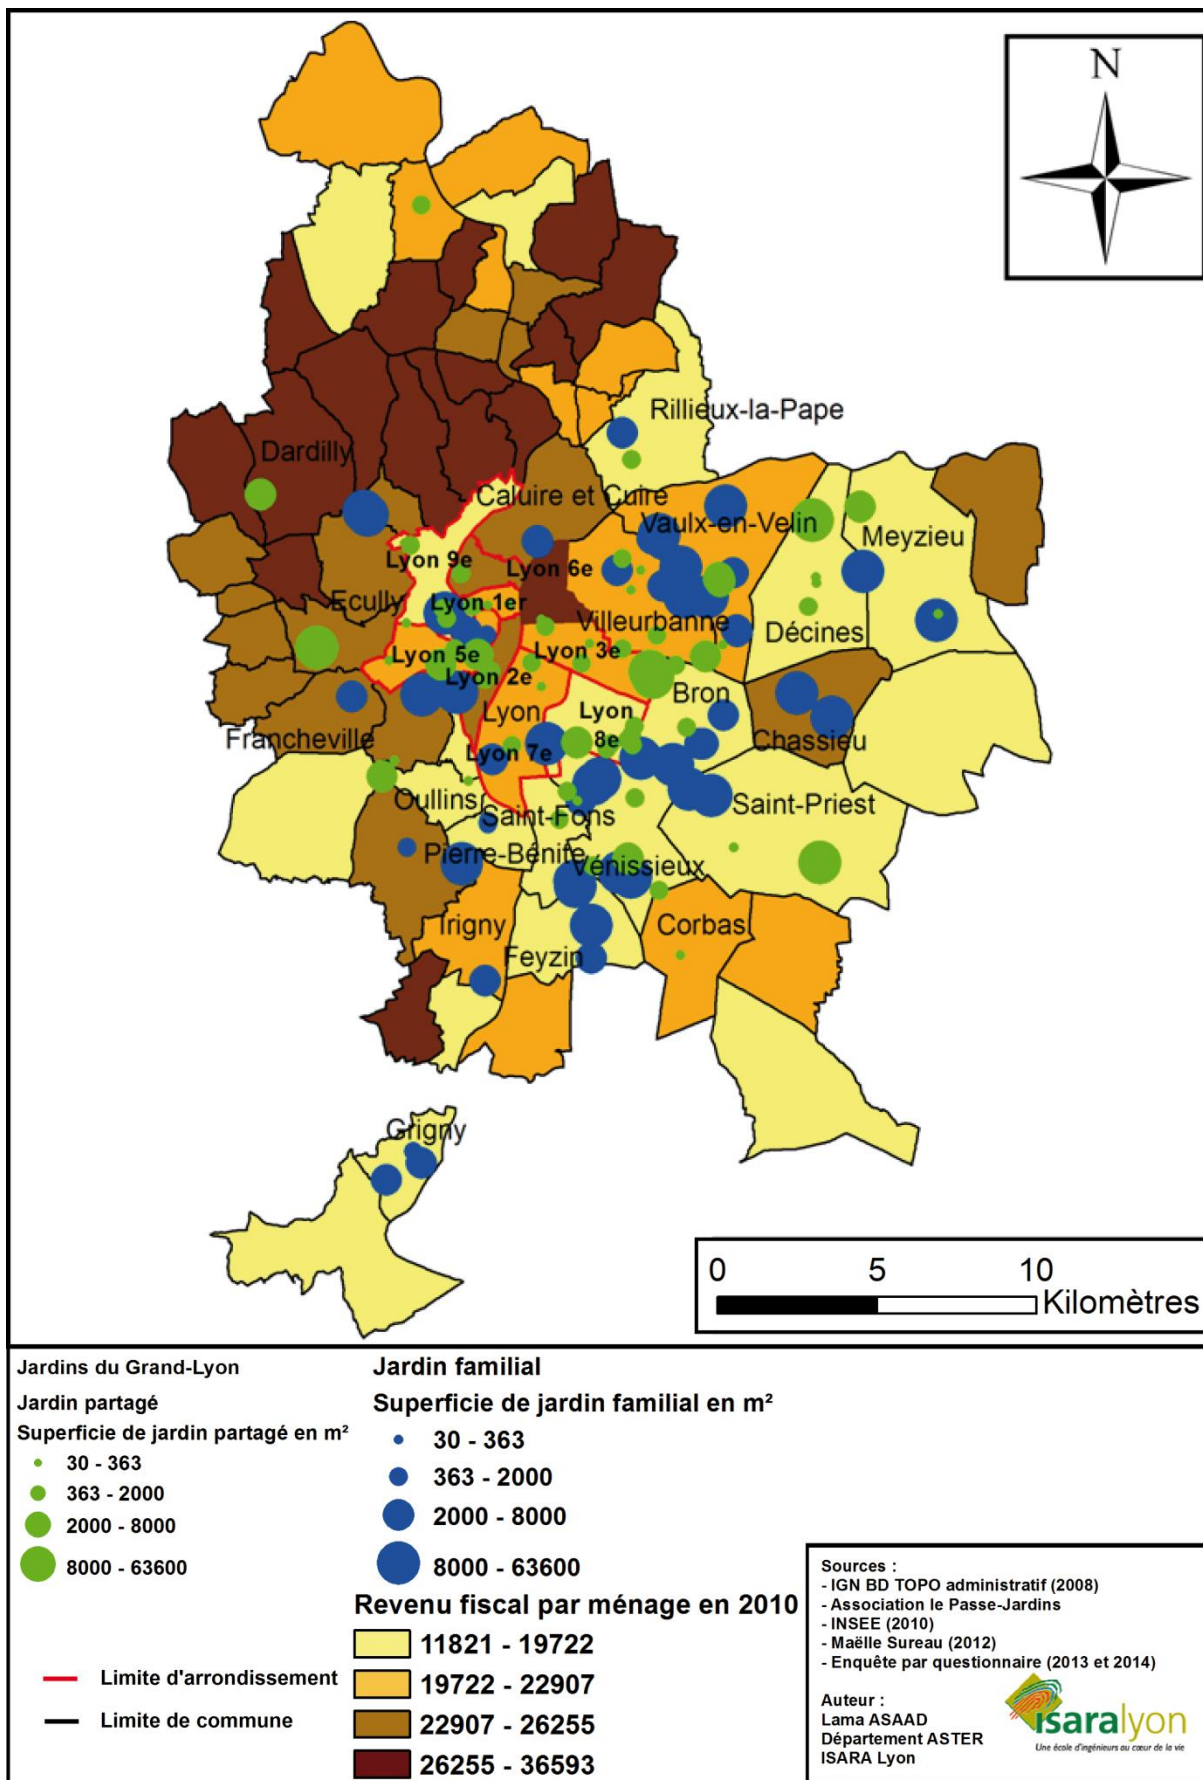 N
Rillieux-la-Pape
Dardilly
Caluire et Cuire
Vaulx-en-Velin
Meyzieu
Lyon 9e
Lyon 6e
Ecully
Lyon 1er
Villeurbanne
Décines
Lyon 5e
Lyon 3e
Lyon 2e
Bron
Lyon
Lyon
8e
Francheville
Chassieu
Lyon 7e
Oullins
Saint-Fons
Saint-Priest
Pierre-Bénite
Vénissieux
Irigny
Corbas
Feyzin
Grigny
0 5 10
Kilomètres
Jardins du Grand-Lyon
Jardin partagé
Superficie de jardin partagé en m²
30 - 363
363 - 2000
2000 - 8000
8000 - 63600
Limite d'arrondissement
Limite de commune
Jardin familial
Superficie de jardin familial en m²
30 - 363
363 - 2000
2000 - 8000
8000 - 63600
Revenu fiscal par ménage en 2010
11821 - 19722
19722 - 22907
22907 - 26255
26255 - 36593
Sources :
- IGN BD TOPO administratif (2008)
- Association le Passe-Jardins
- INSEE (2010)
- Maëlle Sureau (2012)
- Enquête par questionnaire (2013 et 2014)
Auteur :
Lama ASAAD
Département ASTER
ISARA Lyon
isaralyon
Une école d'ingénieurs au cœur de la vie